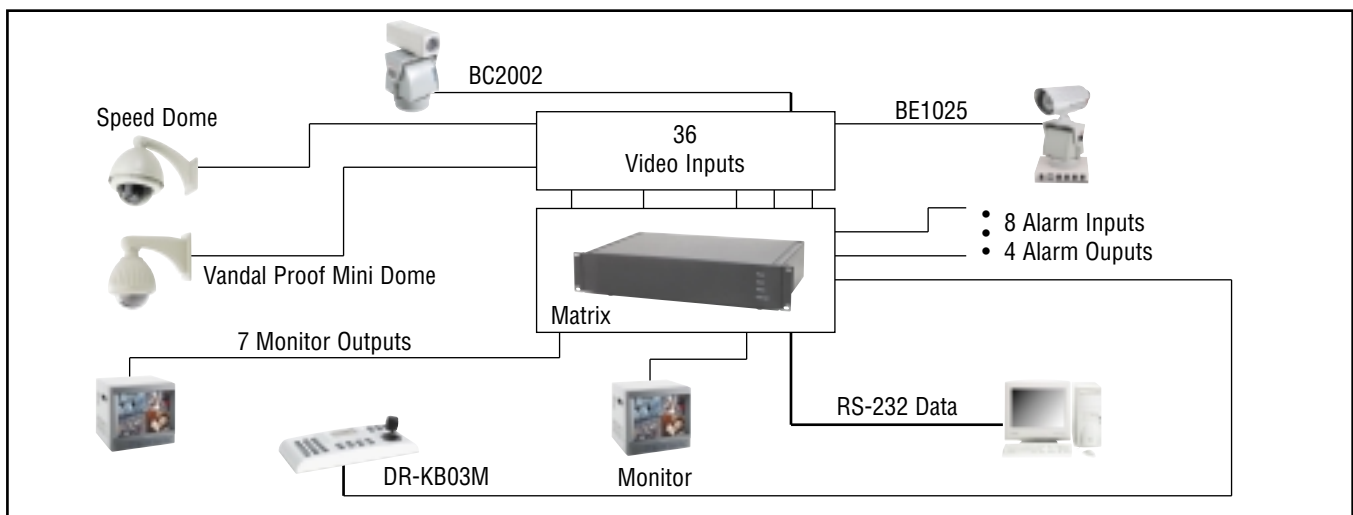 BC2002
Speed Dome
BE1025
36
Video Inputs
• 8 Alarm Inputs
•
• 4 Alarm Ouputs
Vandal Proof Mini Dome
Matrix
7 Monitor Outputs
RS-232 Data
DR-KB03M
Monitor